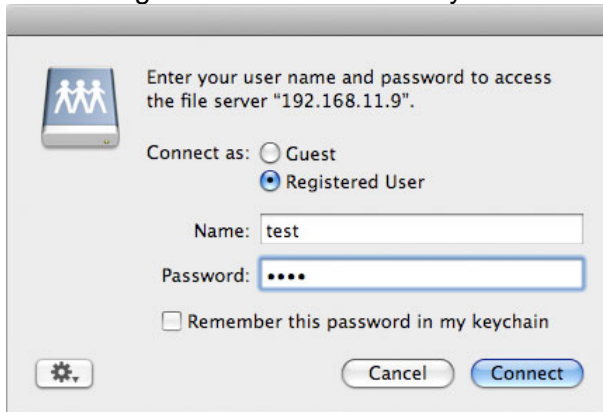 Enter your user name and password to access
the file server “192.168.11.9”.
Connect as: Guest
Registered User
Name: test
Password: ••••
Remember this password in my keychain
Cancel Connect